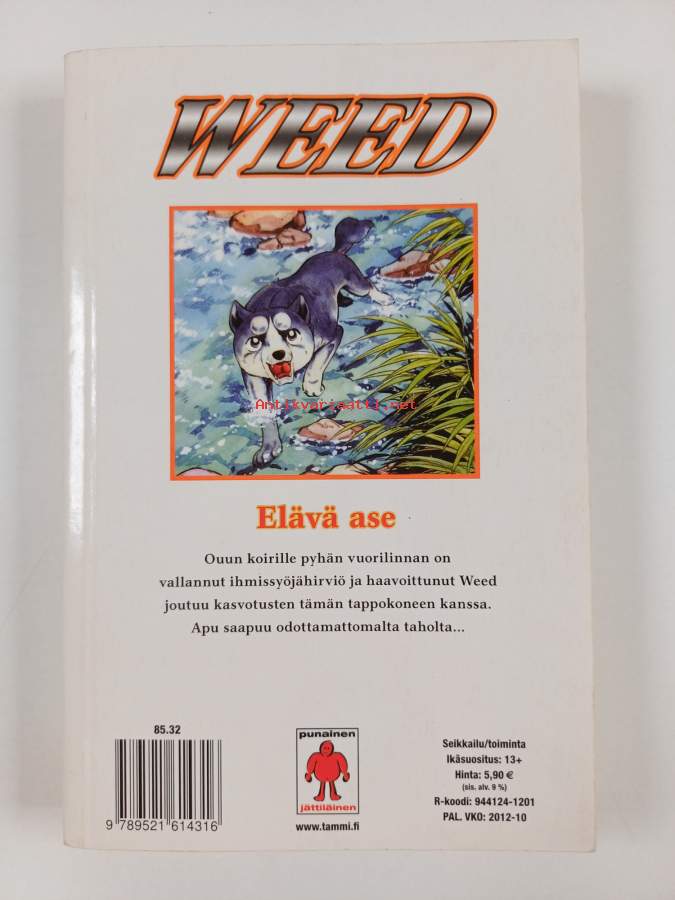 WEED
Antikvariaatti.net
Elävä ase
Ouun koirille pyhän vuorilinnan on
vallannut ihmissyöjähirviö ja haavoittunut Weed
joutuu kasvotusten tämän tappokoneen kanssa.
Apu saapuu odottamattomalta taholta...
85.32
9 789521 614316
punainen
jättiläinen
www.tammi.fi
Seikkailu/toiminta
Ikäsuositus: 13+
Hinta: 5,90 €
(sis. alv. 9 %)
R-koodi: 944124-1201
PAL. VKO: 2012-10